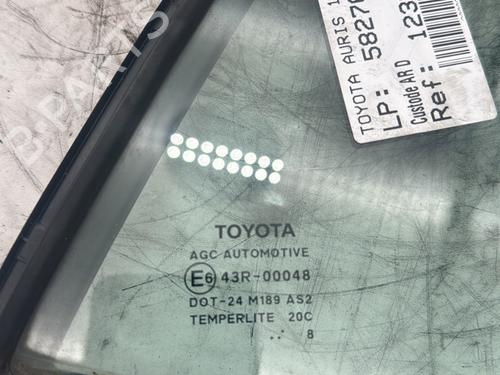 TOYOTA AURIS
LP: 5827
Custode AR D
Ref: 123
B-PARTS
TOYOTA
AGC AUTOMOTIVE
E6 43R-00048
DOT-24 M189 AS2
TEMPERLITE 20C
. .. 8